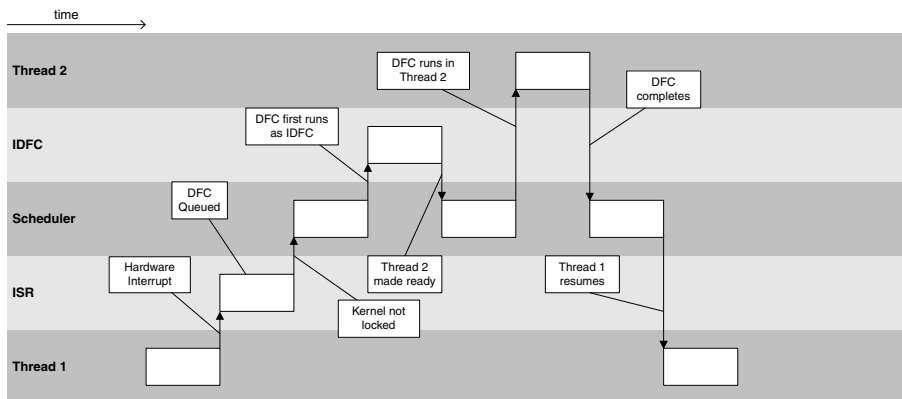 time
Thread 2
DFC runs in
Thread 2
DFC
completes
DFC first runs
as IDFC
IDFC
DFC
Queued
Scheduler
Hardware
Interrupt
Thread 2
made ready
Thread 1
resumes
ISR
Kernel not
locked
Thread 1